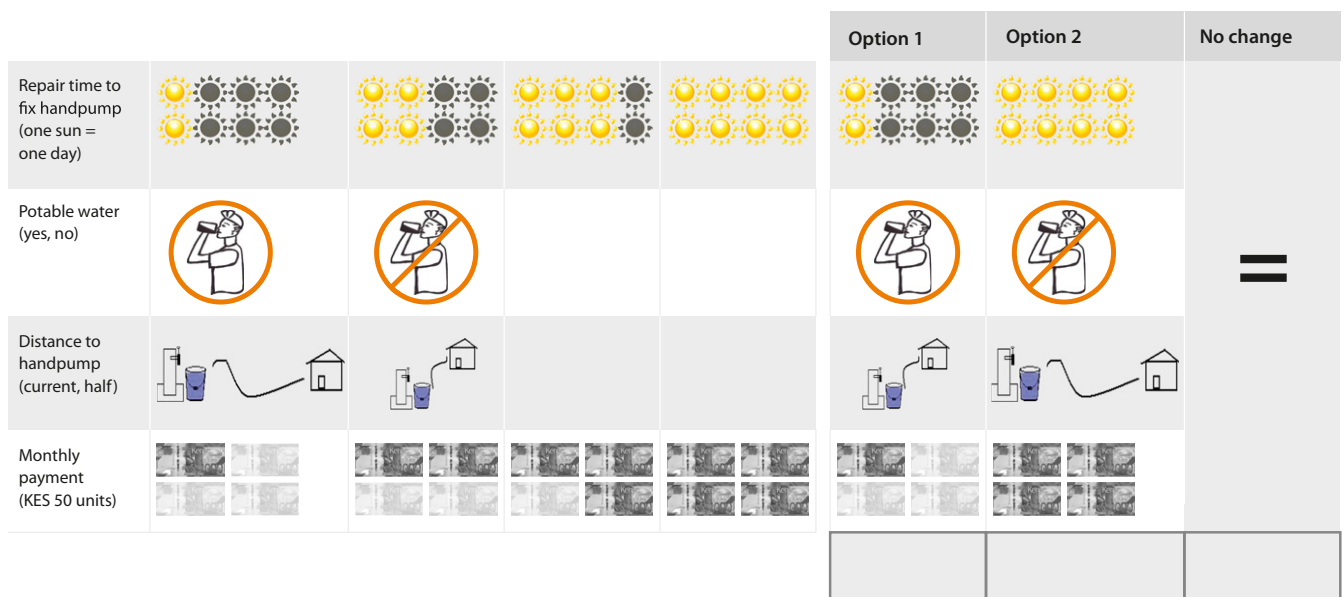 Option 1
Option 2
No change
Repair time to
fix handpump
(one sun =
one day)
Potable water
(yes, no)
Distance to
handpump
(current, half)
Monthly
payment
(KES 50 units)